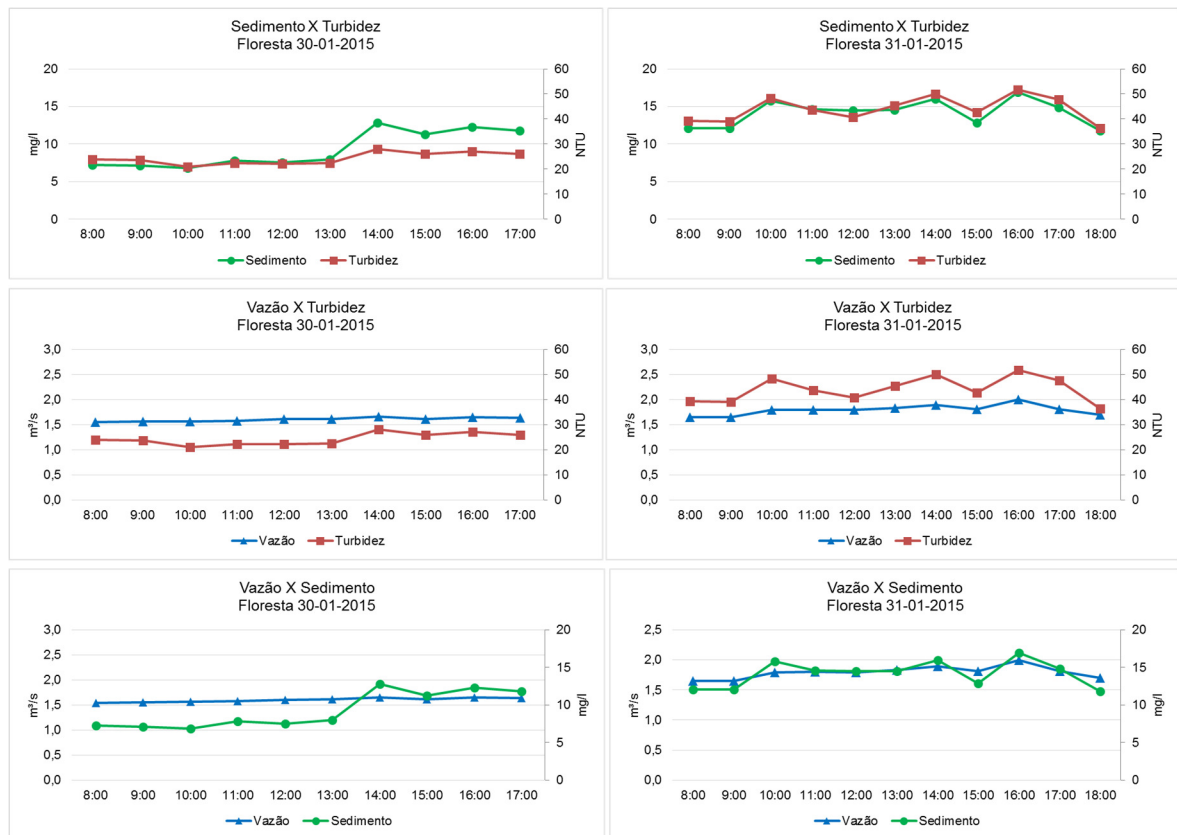 Sedimento X Turbidez
Floresta 30-01-2015
20
15
10
5
0
mg/l
60
50
40
30
20
10
0
NTU
8:00 9:00 10:00 11:00 12:00 13:00 14:00 15:00 16:00 17:00
Sedimento Turbidez
Sedimento X Turbidez
Floresta 31-01-2015
20
15
10
5
0
mg/l
60
50
40
30
20
10
0
NTU
8:00 9:00 10:00 11:00 12:00 13:00 14:00 15:00 16:00 17:00 18:00
Sedimento Turbidez
Vazão X Turbidez
Floresta 30-01-2015
3,0
2,5
2,0
1,5
1,0
0,5
0,0
m³/s
60
50
40
30
20
10
0
NTU
8:00 9:00 10:00 11:00 12:00 13:00 14:00 15:00 16:00 17:00
Vazão Turbidez
Vazão X Turbidez
Floresta 31-01-2015
3,0
2,5
2,0
1,5
1,0
0,5
0,0
m³/s
60
50
40
30
20
10
0
NTU
8:00 9:00 10:00 11:00 12:00 13:00 14:00 15:00 16:00 17:00 18:00
Vazão Turbidez
Vazão X Sedimento
Floresta 30-01-2015
3,0
2,5
2,0
1,5
1,0
0,5
0,0
m³/s
20
15
10
5
0
mg/l
8:00 9:00 10:00 11:00 12:00 13:00 14:00 15:00 16:00 17:00
Vazão Sedimento
Vazão X Sedimento
Floresta 31-01-2015
2,5
2,0
1,5
1,0
0,5
0,0
m³/s
20
15
10
5
0
mg/l
8:00 9:00 10:00 11:00 12:00 13:00 14:00 15:00 16:00 17:00 18:00
Vazão Sedimento